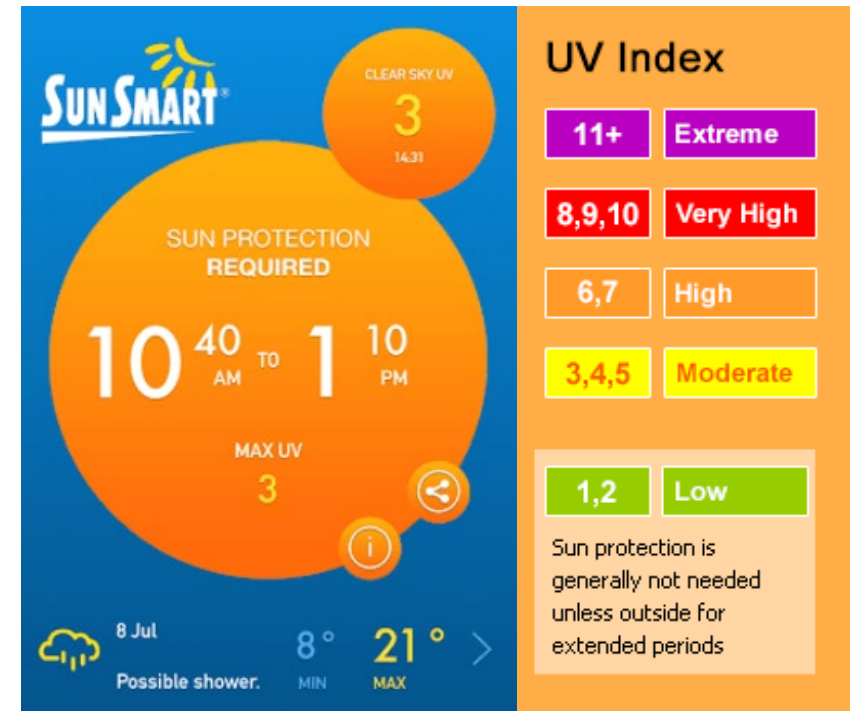 SUNSMART®
CLEAR SKY UV
3
14:31
SUN PROTECTION
REQUIRED
10 40 AM TO 1 10 PM
MAX UV
3
i
8 Jul
Possible shower.
8° MIN
21° MAX
UV Index
11+ Extreme
8,9,10 Very High
6,7 High
3,4,5 Moderate
1,2 Low
Sun protection is
generally not needed
unless outside for
extended periods